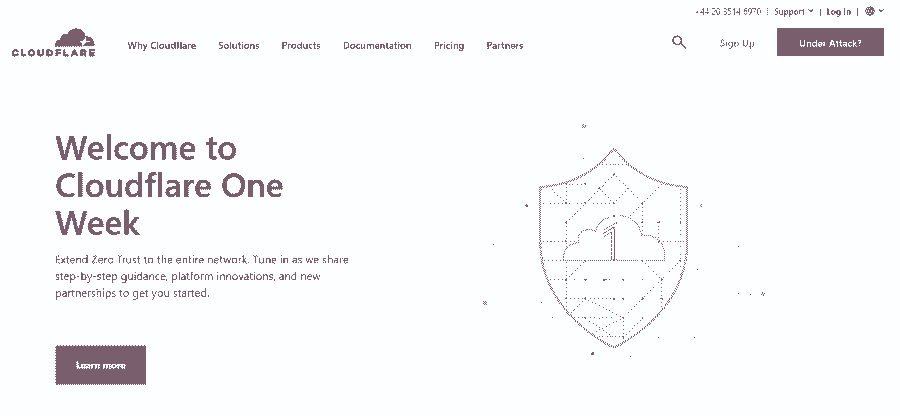 +44 20 3514 6970 | Support | Log In |
CLOUDFLARE
Why Cloudflare Solutions Products Documentation Pricing Partners Sign Up Under Attack?
Welcome to
Cloudflare One
Week
Extend Zero Trust to the entire network. Tune in as we share
step-by-step guidance, platform innovations, and new
partnerships to get you started.
1
Learn more